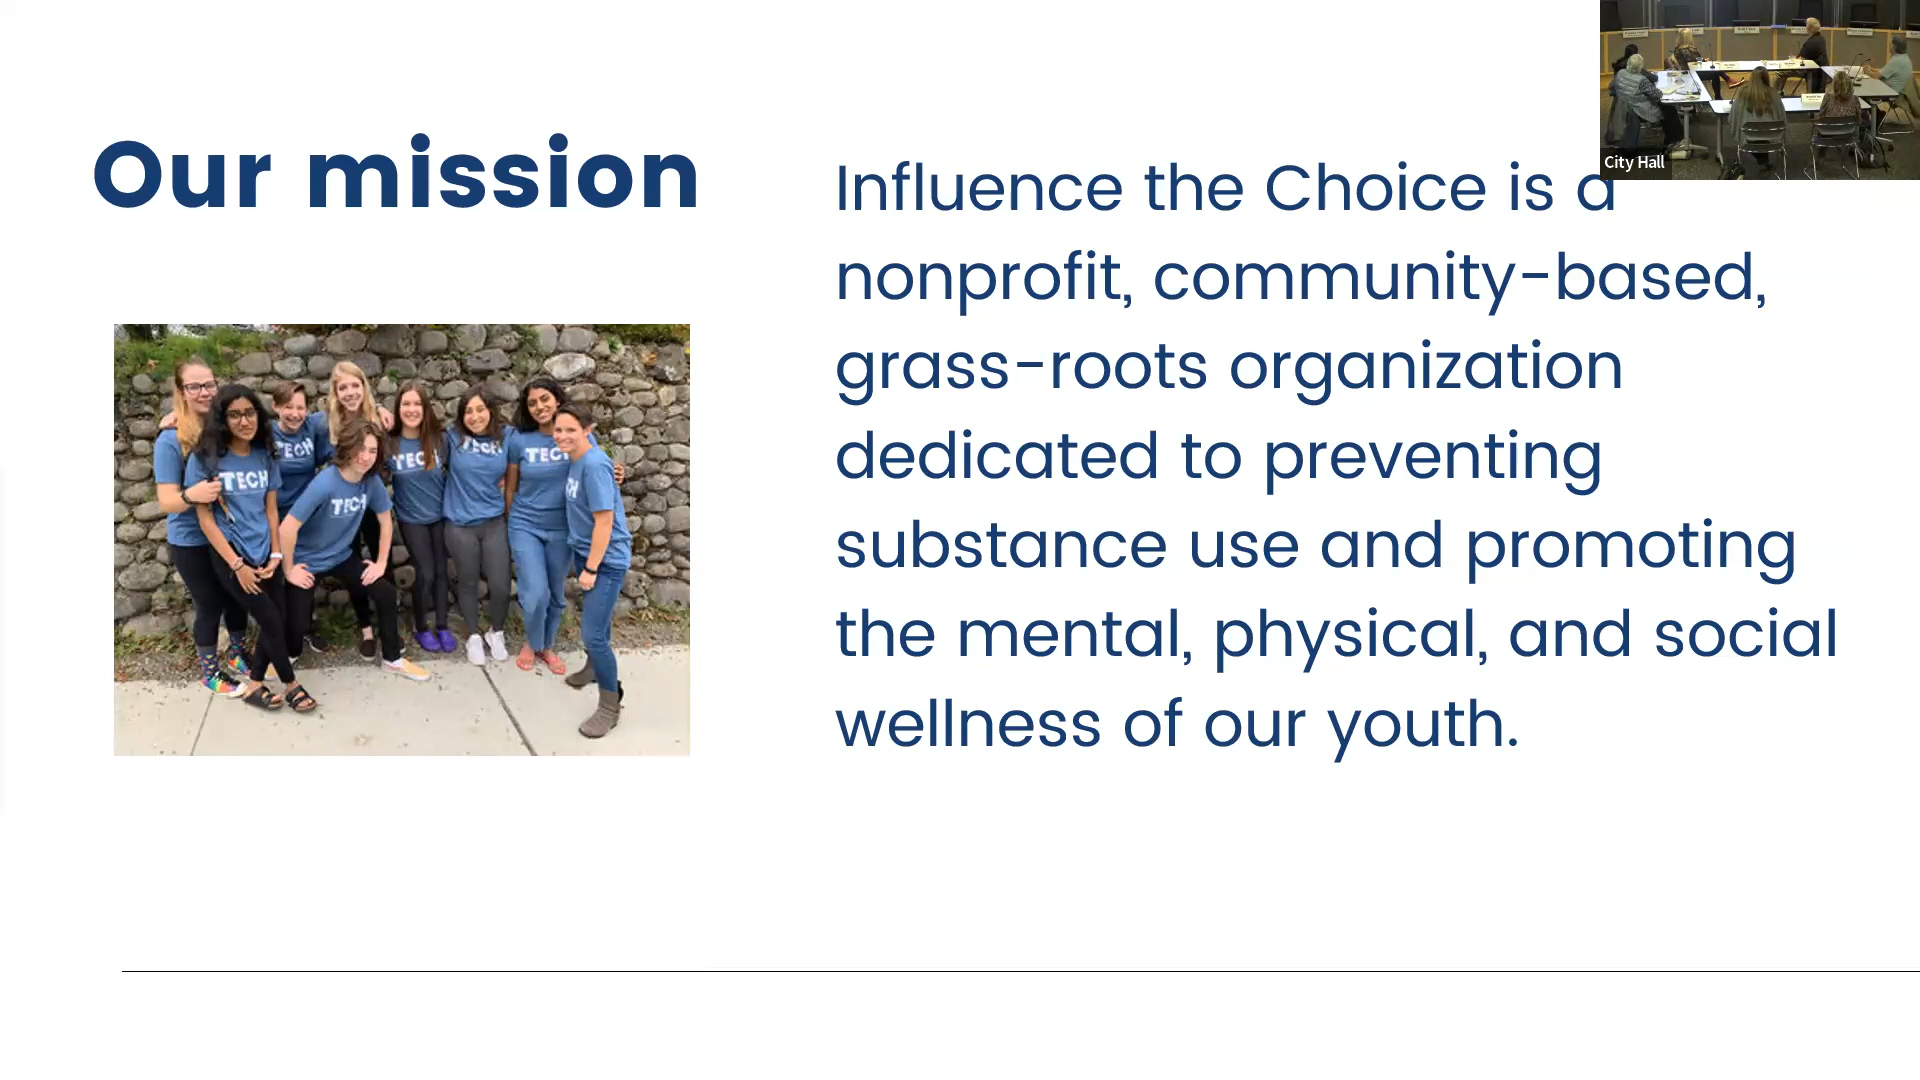 Our mission
Influence the Choice is a
nonprofit, community-based,
grass-roots organization
dedicated to preventing
substance use and promoting
the mental, physical, and social
wellness of our youth.
City Hall
TECH
TECH
TECH
TECH
TECH
TECH